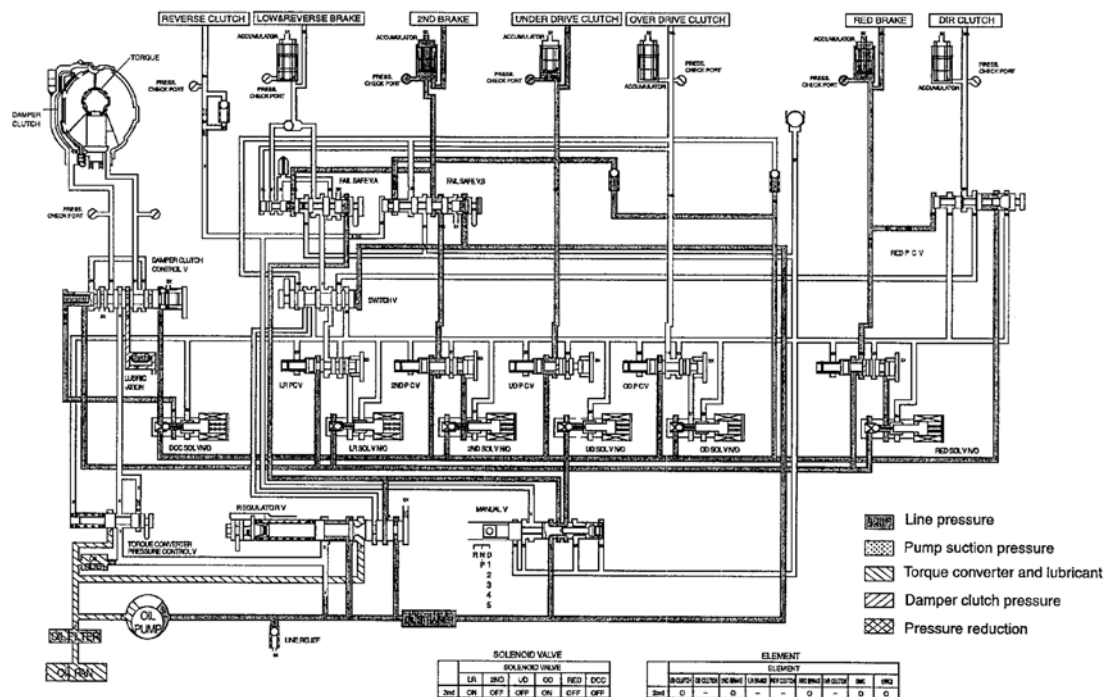 REVERSE CLUTCH LOW&REVERSE BRAKE 2ND BRAKE UNDER DRIVE CLUTCH OVER DRIVE CLUTCH RED BRAKE DIR CLUTCH
ACCUMULATOR ACCUMULATOR ACCUMULATOR ACCUMULATOR
TORQUE
PRESS. CHECK PORT
PRESS. CHECK PORT
PRESS. CHECK PORT
PRESS. CHECK PORT
PRESS. CHECK PORT
ACCUMULATOR
PRESS. CHECK PORT
PRESS. CHECK PORT
ACCUMULATOR
DAMPER
CLUTCH
FAIL SAFE V.A
FAIL SAFE V.B
PRESS.
CHECK PORT
RED P C V
DAMPER CLUTCH
CONTROL V
SWITCH V
LUBRIC
ATION
LR PC V
2ND P C V
UD P C V
OD P C V
DCC SOL V N/O
LR SOL V N/O
2ND SOL V N/O
UD SOL V N/O
OD SOL V N/O
RED SOL V N/O
REGULATOR V
MANUAL V
TORQUE CONVERTER
PRESSURE CONTROL V
R N D
P 1
2
3
4
5
OIL
PUMP
OIL FILTER
OIL PAN
LINE RELIEF
Line pressure
Pump suction pressure
Torque converter and lubricant
Damper clutch pressure
Pressure reduction
SOLENOID VALVE
SOLENOID VALVE
LR 2ND UD OD RED DCC
2nd ON OFF OFF ON OFF OFF
ELEMENT
ELEMENT
2nd O - O - - O - O O